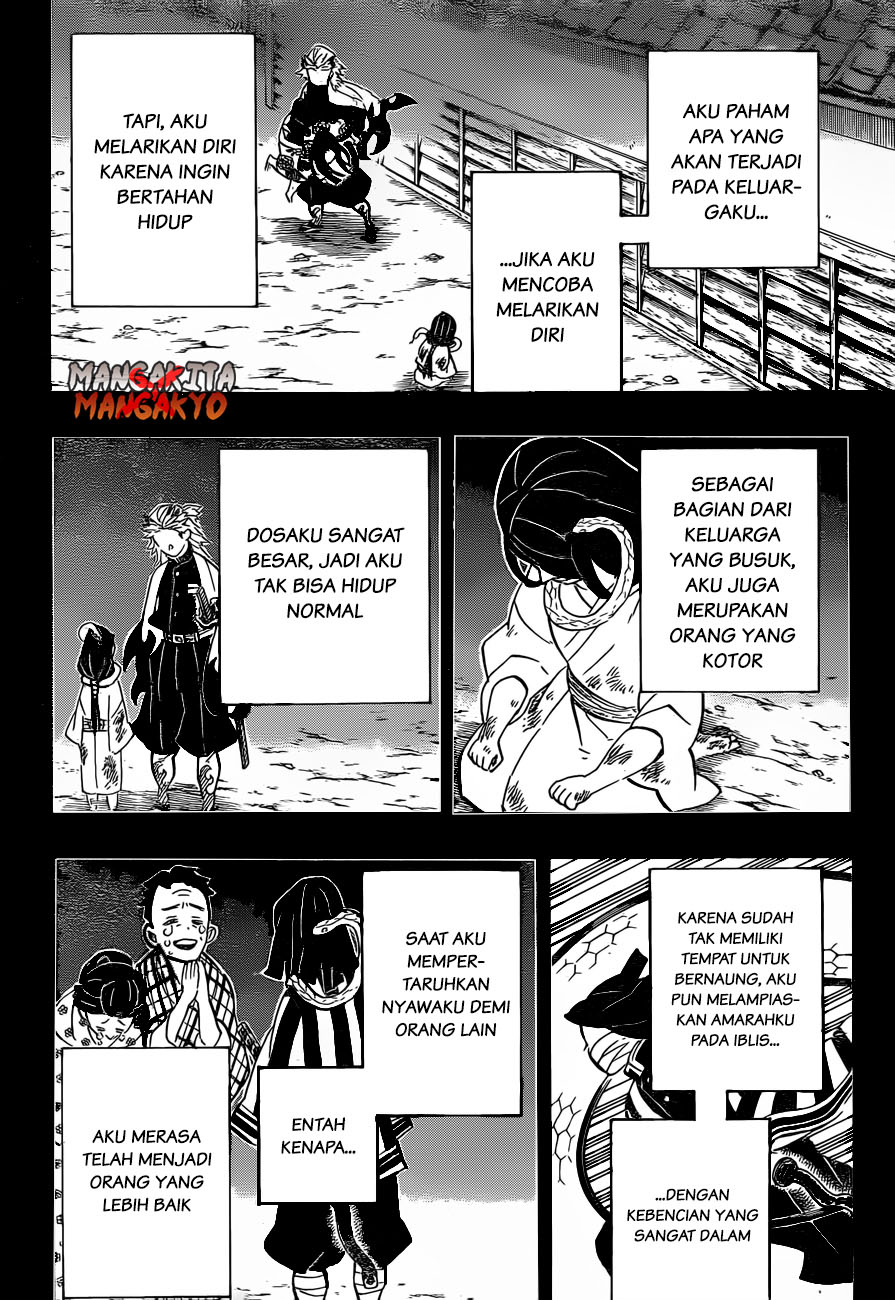 AKU PAHAM
APA YANG
AKAN TERJADI
PADA KELUAR-
GAKU...
...JIKA AKU
MENCOBA
MELARIKAN
DIRI
TAPI, AKU
MELARIKAN DIRI
KARENA INGIN
BERTAHAN
HIDUP
MANGAKITA
MANGAKYO
SEBAGAI
BAGIAN DARI
KELUARGA
YANG BUSUK,
AKU JUGA
MERUPAKAN
ORANG YANG
KOTOR
DOSAKU SANGAT
BESAR, JADI AKU
TAK BISA HIDUP
NORMAL
KARENA SUDAH
TAK MEMILIKI
TEMPAT UNTUK
BERNAUNG, AKU
PUN MELAMPIAS-
KAN AMARAHKU
PADA IBLIS...
...DENGAN
KEBENCIAN YANG
SANGAT DALAM
SAAT AKU
MEMPER-
TARUHKAN
NYAWAKU DEMI
ORANG LAIN
ENTAH
KENAPA...
AKU MERASA
TELAH MENJADI
ORANG YANG
LEBIH BAIK